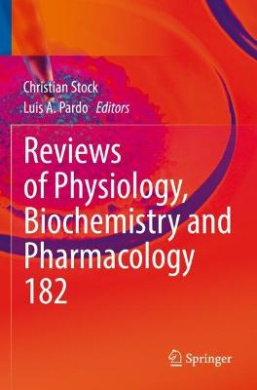 Christian Stock
Luis A. Pardo Editors
Reviews
of Physiology,
Biochemistry and
Pharmacology
182
Springer